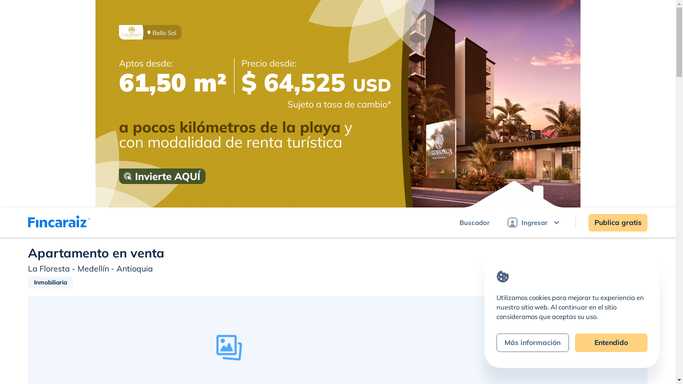 Bello Sol
Aptos desde:
61,50 m²
Precio desde:
$ 64,525 USD
Sujeto a tasa de cambio*
a pocos kilómetros de la playa y
con modalidad de renta turística
Invierte AQUÍ
Fincaraiz
Buscador
Ingresar
Publica gratis
Apartamento en venta
La Floresta - Medellín - Antioquia
Inmobiliaria
Utilizamos cookies para mejorar tu experiencia en
nuestro sitio web. Al continuar en el sitio
consideramos que aceptas su uso.
Más información
Entendido